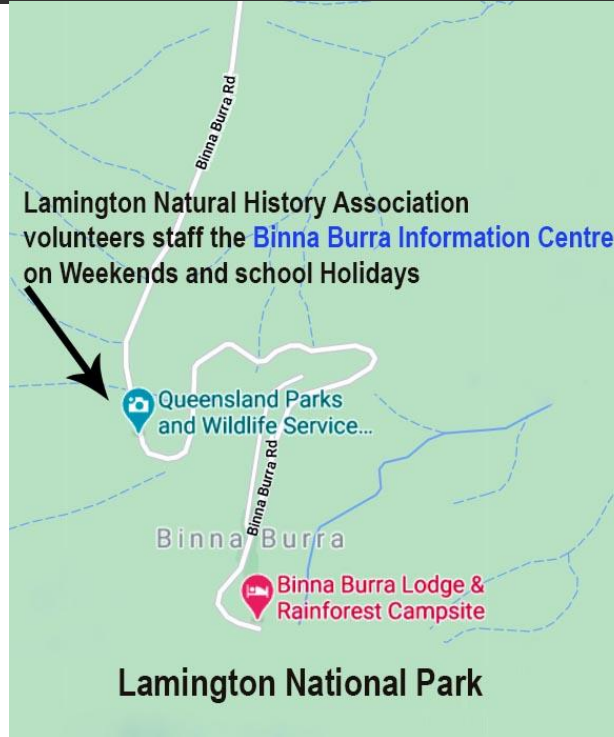 Binna Burra Rd
Lamington Natural History Association
volunteers staff the Binna Burra Information Centre
on Weekends and school Holidays
Queensland Parks
and Wildlife Service...
Binna Burra Rd
Binna Burra
Binna Burra Lodge &
Rainforest Campsite
Lamington National Park